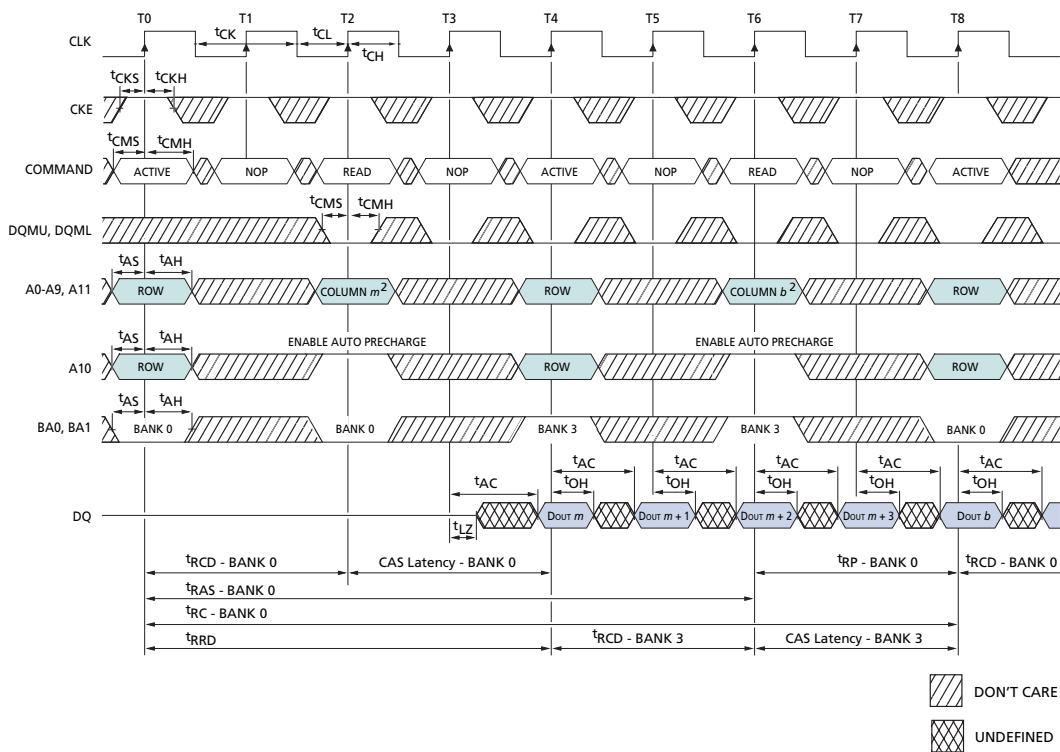 T0 T1 T2 T3 T4 T5 T6 T7 T8
CLK
tCK tCL
tCH
tCKS tCKH
CKE
tCMS tCMH
COMMAND ACTIVE NOP READ NOP ACTIVE NOP READ NOP ACTIVE
tCMS tCMH
DQMU, DQML
tAS tAH
A0-A9, A11 ROW COLUMN m2 ROW COLUMN b2 ROW
tAS tAH ENABLE AUTO PRECHARGE ENABLE AUTO PRECHARGE
A10 ROW ROW ROW
tAS tAH
BA0, BA1 BANK 0 BANK 0 BANK 3 BANK 3 BANK 0
tAC tAC tAC tAC tAC tAC
tOH tOH tOH tOH tOH
DQ DOUT m DOUT m + 1 DOUT m + 2 DOUT m + 3 DOUT b
tLZ
tRCD - BANK 0 CAS Latency - BANK 0 tRP - BANK 0 tRCD - BANK 0
tRAS - BANK 0
tRC - BANK 0
tRRD tRCD - BANK 3 CAS Latency - BANK 3
DON'T CARE
UNDEFINED